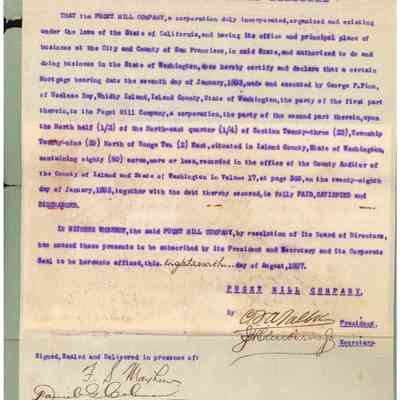 THAT the PUGET MILL COMPANY, a corporation duly incorporated, organized and existing
under the laws of the State of California, and having its office and principal place of
business at the City and County of San Francisco, in said State, and authorized to do and
doing business in the State of Washington, does hereby certify and declare that a certain
Mortgage bearing date the seventh day of January, made and executed by George F.
of Useless Bay, Whidby Island, Island County, State of Washington, the party of the first part
therein, to the Puget Mill Company, a corporation, the party of the second part therein, upon
the North half (1/2) of the North-east quarter (1/4) of Section Twenty-three (23), Township
Twenty-nine (29) North of Range Two (2) East, situated in Island County, State of Washington,
containing eighty (80) acres, more or less, recorded in the office of the County Auditor of
the County of Island and State of Washington in Volume 17, at page on the twenty-eighth
day of January, together with the debt thereby secured, is fully PAID, SATISFIED and
DISCHARGED.
IN WITNESS WHEREOF, the said PUGET MILL COMPANY, by resolution of its Board of Directors,
has caused these presents to be subscribed by its President and Secretary and its Corporate
Seal to be hereunto affixed, this eighteenth day of August,
PUGET MILL COMPANY,
by
President.
Secretary
Signed, Sealed and Delivered in presence of:
F. S. Mayhew